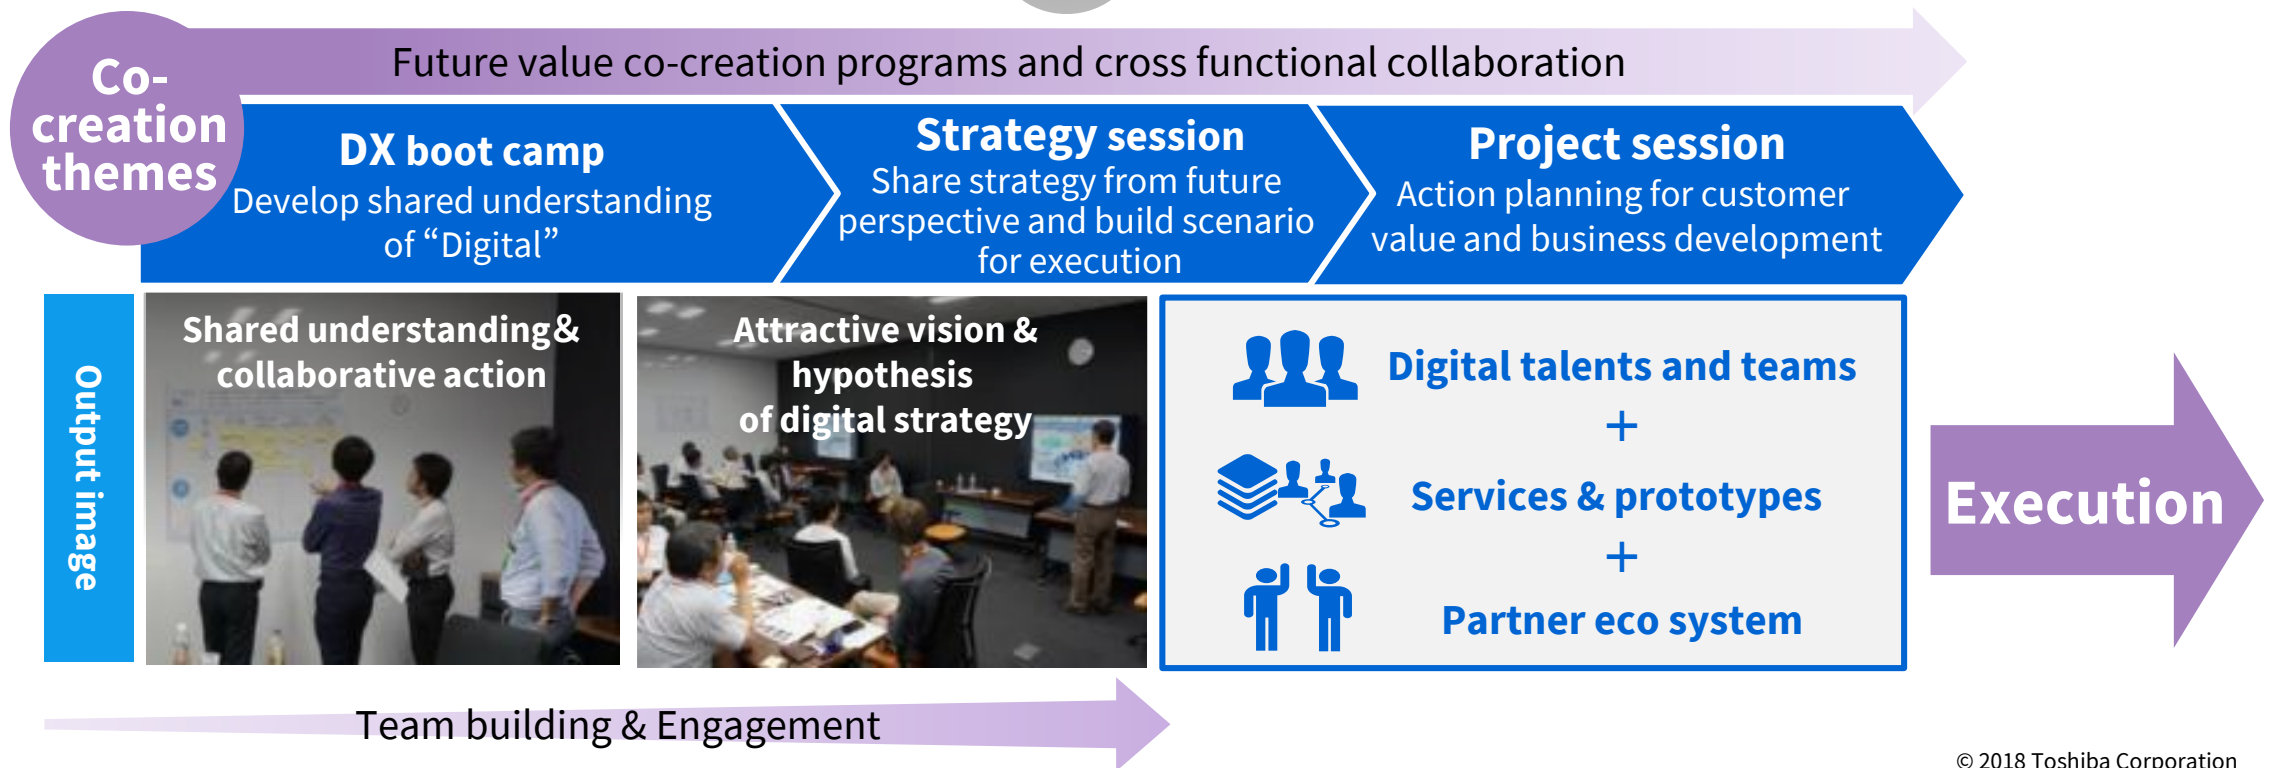 Future value co-creation programs and cross functional collaboration
Co-
creation
themes
DX boot camp
Develop shared understanding
of “Digital”
Strategy session
Share strategy from future
perspective and build scenario
for execution
Project session
Action planning for customer
value and business development
Output image
Shared understanding&
collaborative action
Attractive vision &
hypothesis
of digital strategy
Digital talents and teams
+
Services & prototypes
+
Partner eco system
Execution
Team building & Engagement
© 2018 Toshiba Corporation